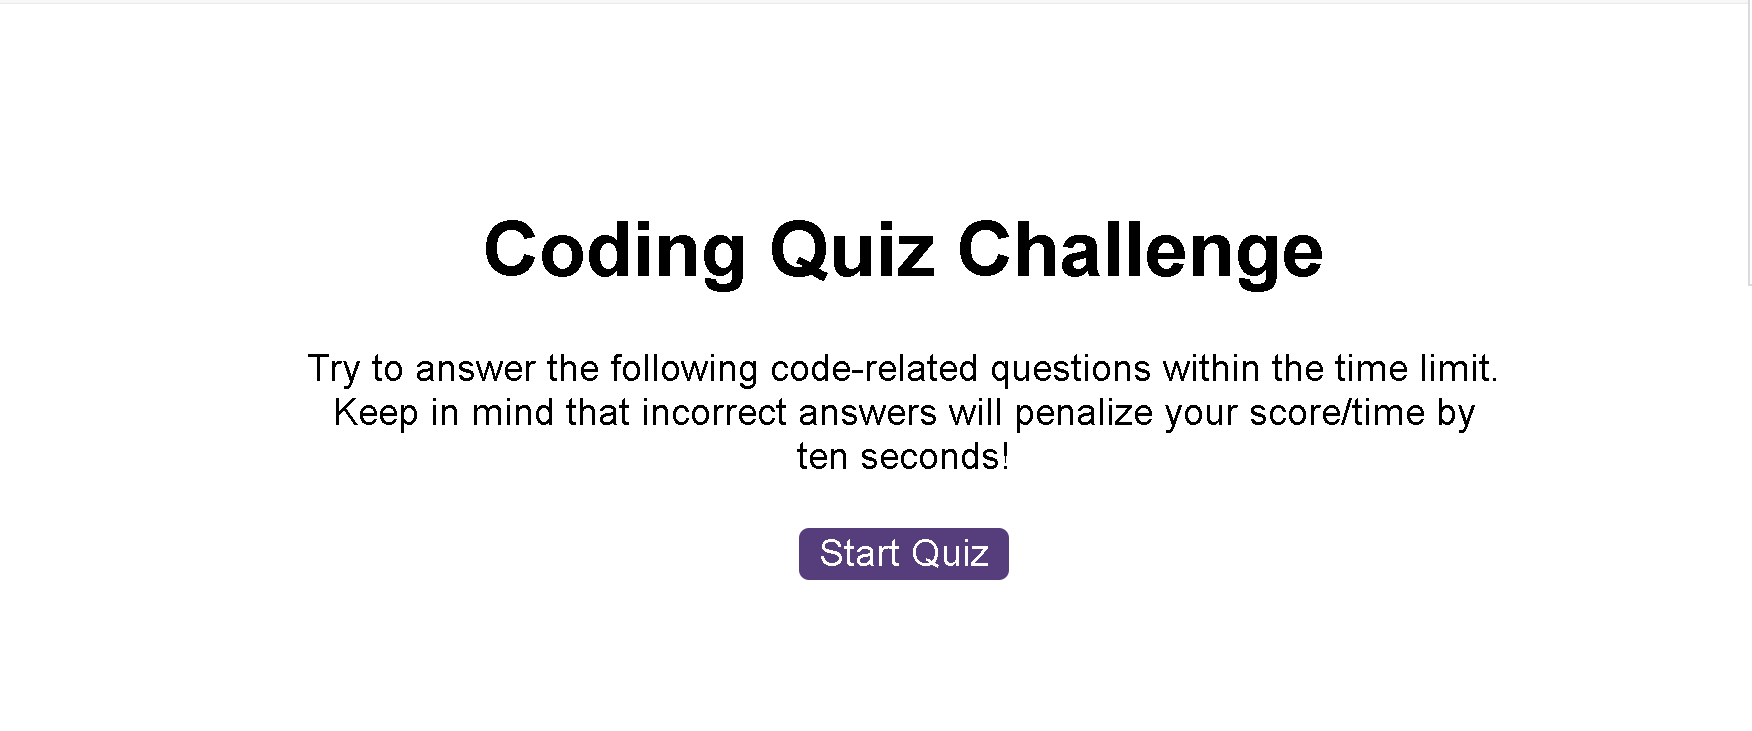 Coding Quiz Challenge
Try to answer the following code-related questions within the time limit.
Keep in mind that incorrect answers will penalize your score/time by
ten seconds!
Start Quiz